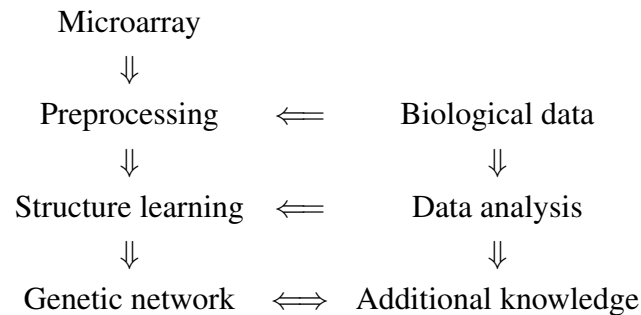 Microarray
⇓
Preprocessing ⇐ Biological data
⇓ ⇓
Structure learning ⇐ Data analysis
⇓ ⇓
Genetic network ⇔ Additional knowledge